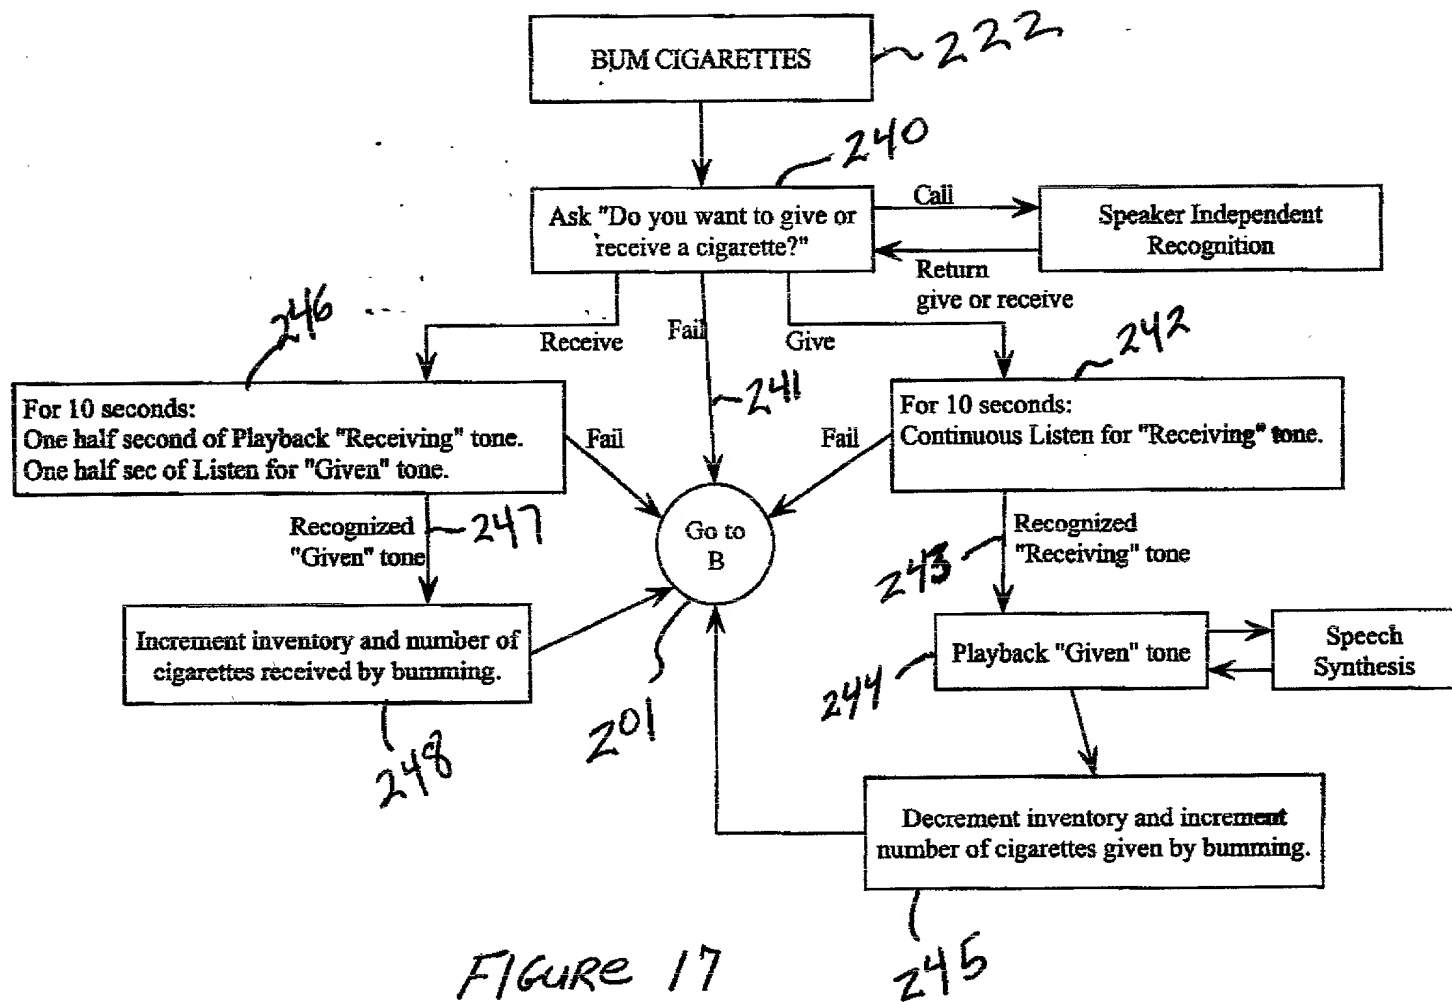 BUM CIGARETTES
222
240
Ask "Do you want to give or
receive a cigarette?"
Call
Return
give or receive
Speaker Independent
Recognition
246
Receive
Fail
Give
242
241
For 10 seconds:
One half second of Playback "Receiving" tone.
One half sec of Listen for "Given" tone.
Fail
Fail
For 10 seconds:
Continuous Listen for "Receiving" tone.
Recognized
"Given" tone
247
Go to
B
243
Recognized
"Receiving" tone
Increment inventory and number of
cigarettes received by bumming.
248
201
244
Playback "Given" tone
Speech
Synthesis
Decrement inventory and increment
number of cigarettes given by bumming.
245
FIGURE 17